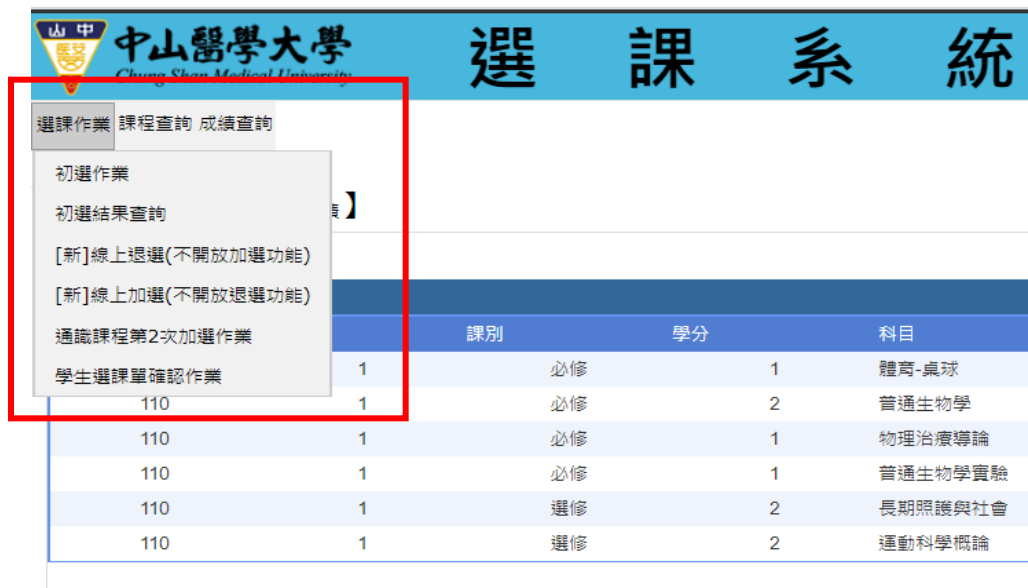 山中
醫
中山醫學大學 選課系統
Chung Shan Medical University
選課作業 課程查詢 成績查詢
初選作業
初選結果查詢
】
[新]線上退選(不開放加選功能)
[新]線上加選(不開放退選功能)
通識課程第2次加選作業
課別 學分 科目
學生選課單確認作業
1 必修 1 體育-桌球
110 1 必修 2 普通生物學
110 1 必修 1 物理治療導論
110 1 必修 1 普通生物學實驗
110 1 選修 2 長期照護與社會
110 1 選修 2 運動科學概論